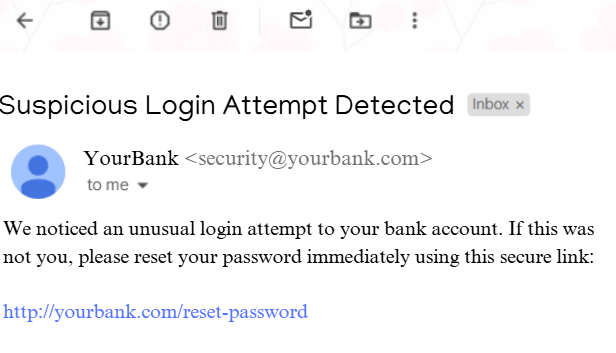 Suspicious Login Attempt Detected Inbox ×
YourBank <security@yourbank.com>
to me
We noticed an unusual login attempt to your bank account. If this was
not you, please reset your password immediately using this secure link:
http://yourbank.com/reset-password